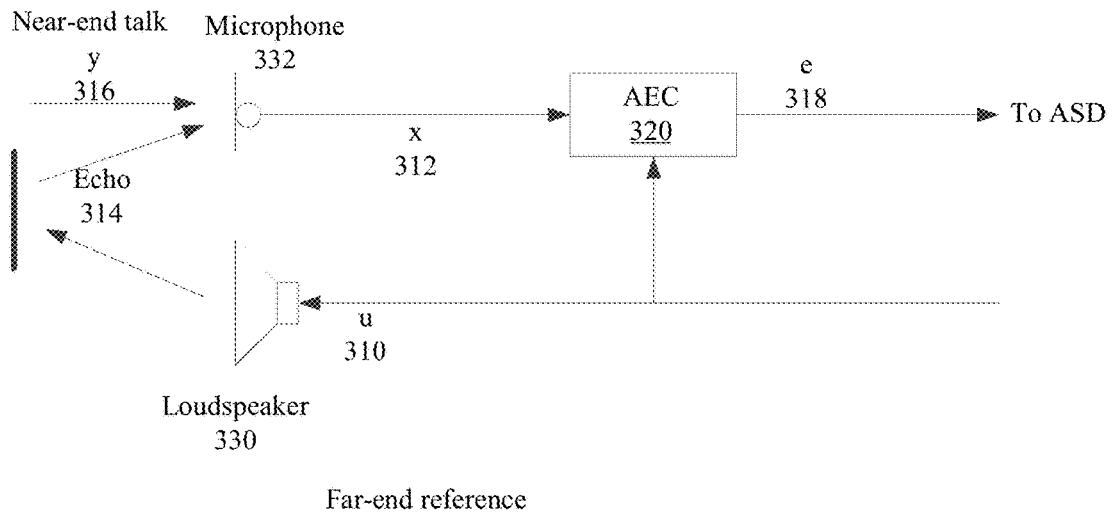 Near-end talk
y
316
Microphone
332
x
312
AEC
320
e
318
To ASD
Echo
314
u
310
Loudspeaker
330
Far-end reference